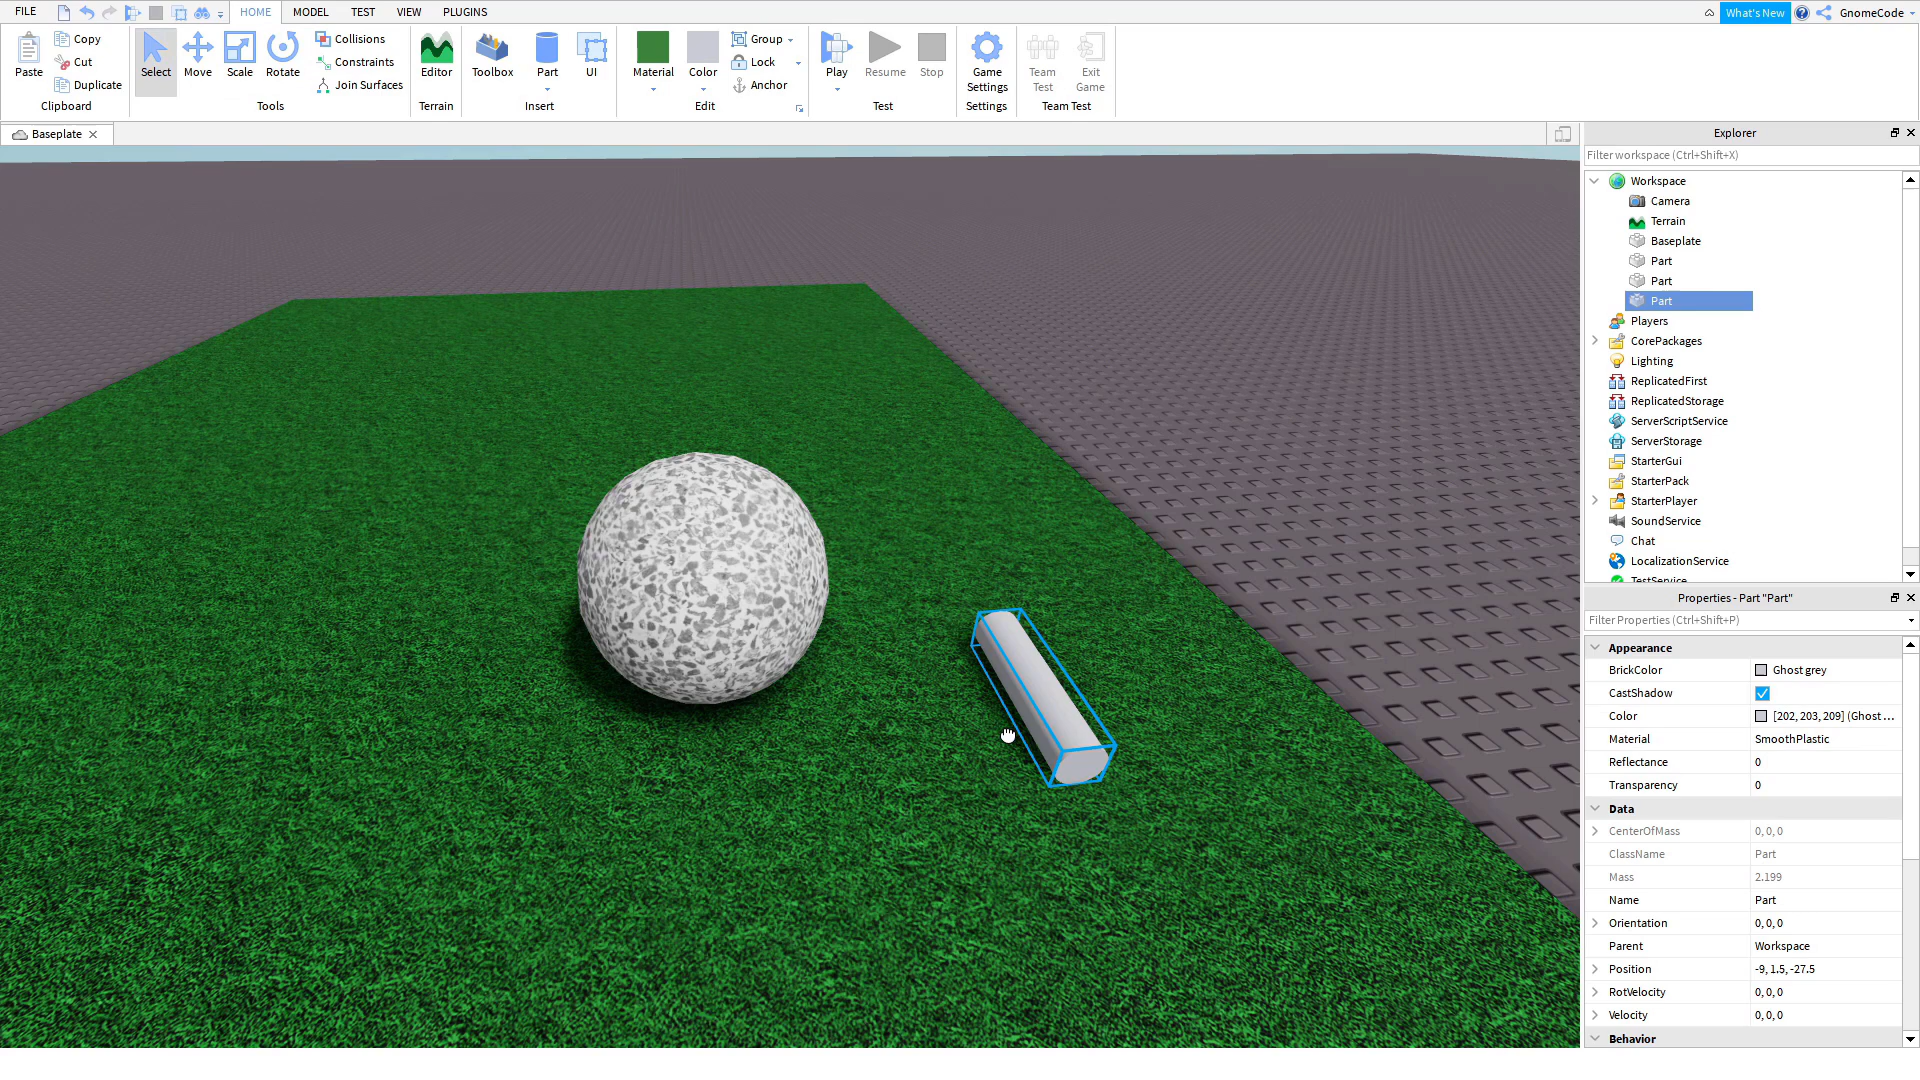 FILE HOME MODEL TEST VIEW PLUGINS What's New GnomeCode
Paste Copy Cut Duplicate Select Move Scale Rotate Collisions Constraints Join Surfaces Editor Toolbox Part UI Material Color Group Lock Anchor Play Resume Stop Game Settings Team Test Exit Game
Clipboard Tools Terrain Insert Edit Test Settings Team Test
Baseplate
Explorer
Filter workspace (Ctrl+Shift+X)
Workspace
Camera
Terrain
Baseplate
Part
Part
Part
Players
CorePackages
Lighting
ReplicatedFirst
ReplicatedStorage
ServerScriptService
ServerStorage
StarterGui
StarterPack
StarterPlayer
SoundService
Chat
LocalizationService
TestService
Properties - Part "Part"
Filter Properties (Ctrl+Shift+P)
Appearance
BrickColor Ghost grey
CastShadow
Color [202, 203, 209] (Ghost ...
Material SmoothPlastic
Reflectance 0
Transparency 0
Data
CenterOfMass 0, 0, 0
ClassName Part
Mass 2.199
Name Part
Orientation 0, 0, 0
Parent Workspace
Position -9, 1.5, -27.5
RotVelocity 0, 0, 0
Velocity 0, 0, 0
Behavior